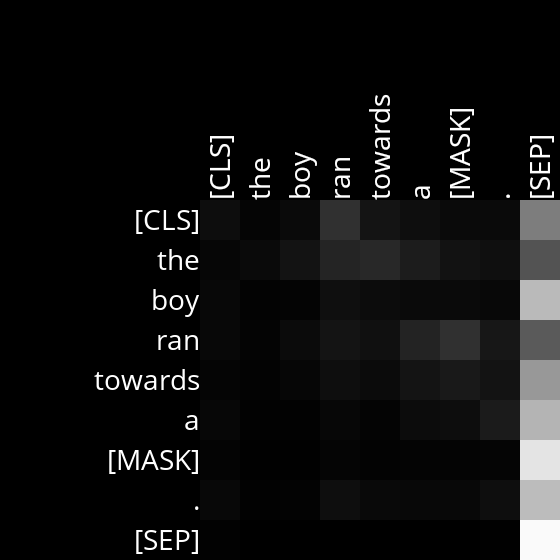 [CLS] the boy ran towards a [MASK] . [SEP]
[CLS]
the
boy
ran
towards
a
[MASK]
.
[SEP]